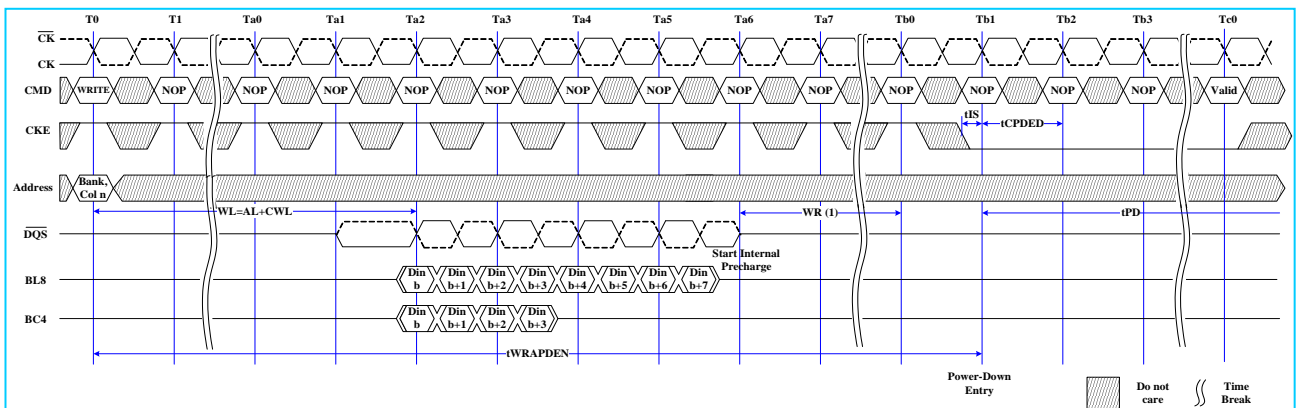 T0 T1 Ta0 Ta1 Ta2 Ta3 Ta4 Ta5 Ta6 Ta7 Tb0 Tb1 Tb2 Tb3 Tc0
CK
CK
CMD WRITE NOP NOP NOP NOP NOP NOP NOP NOP NOP NOP NOP NOP NOP Valid
tIS
CKE tCPDED
Address Bank, Col n
WL=AL+CWL WR (1) tPD
DQS
Start Internal Precharge
BL8 Din b Din b+1 Din b+2 Din b+3 Din b+4 Din b+5 Din b+6 Din b+7
BC4 Din b Din b+1 Din b+2 Din b+3
tWRAPDEN
Power-Down Entry
Do not care
Time Break